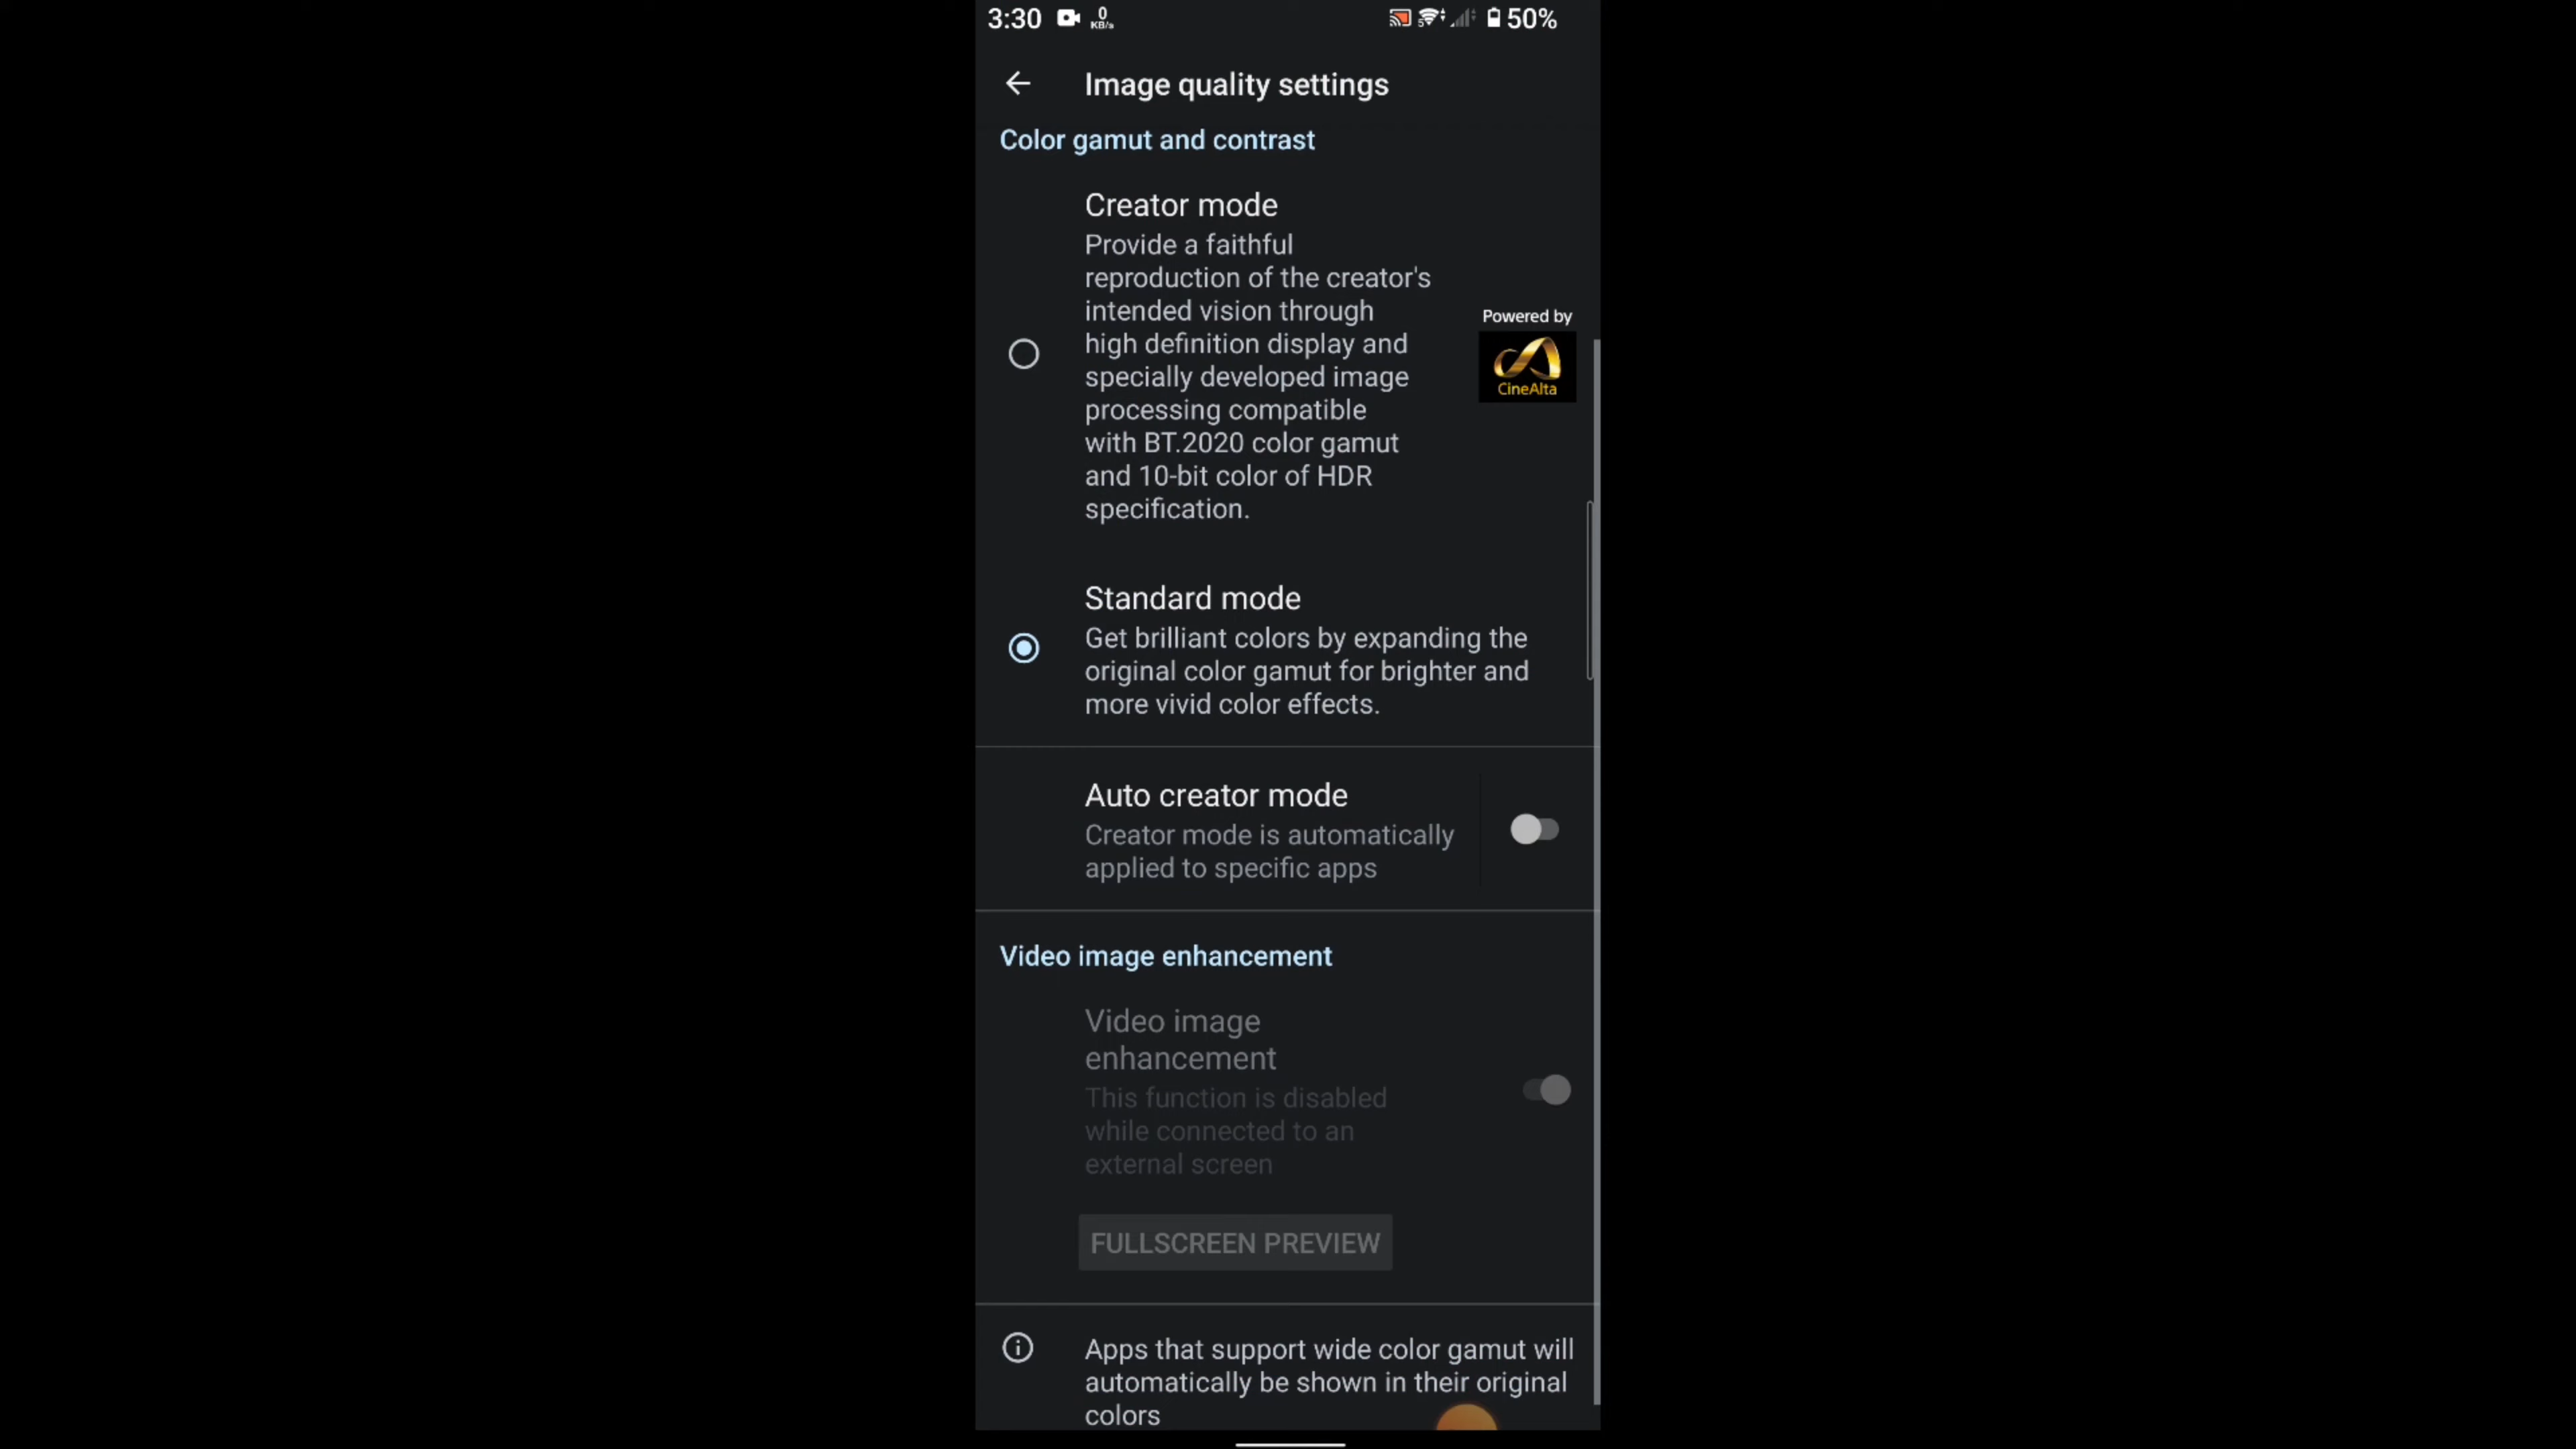 3:30 0 KB/s 5 50%
Image quality settings
Color gamut and contrast
Creator mode
Provide a faithful
reproduction of the creator's
intended vision through
high definition display and
specially developed image
processing compatible
with BT.2020 color gamut
and 10-bit color of HDR
specification.
Powered by
CineAlta
Standard mode
Get brilliant colors by expanding the
original color gamut for brighter and
more vivid color effects.
Auto creator mode
Creator mode is automatically
applied to specific apps
Video image enhancement
Video image
enhancement
This function is disabled
while connected to an
external screen
FULLSCREEN PREVIEW
Apps that support wide color gamut will
automatically be shown in their original
colors